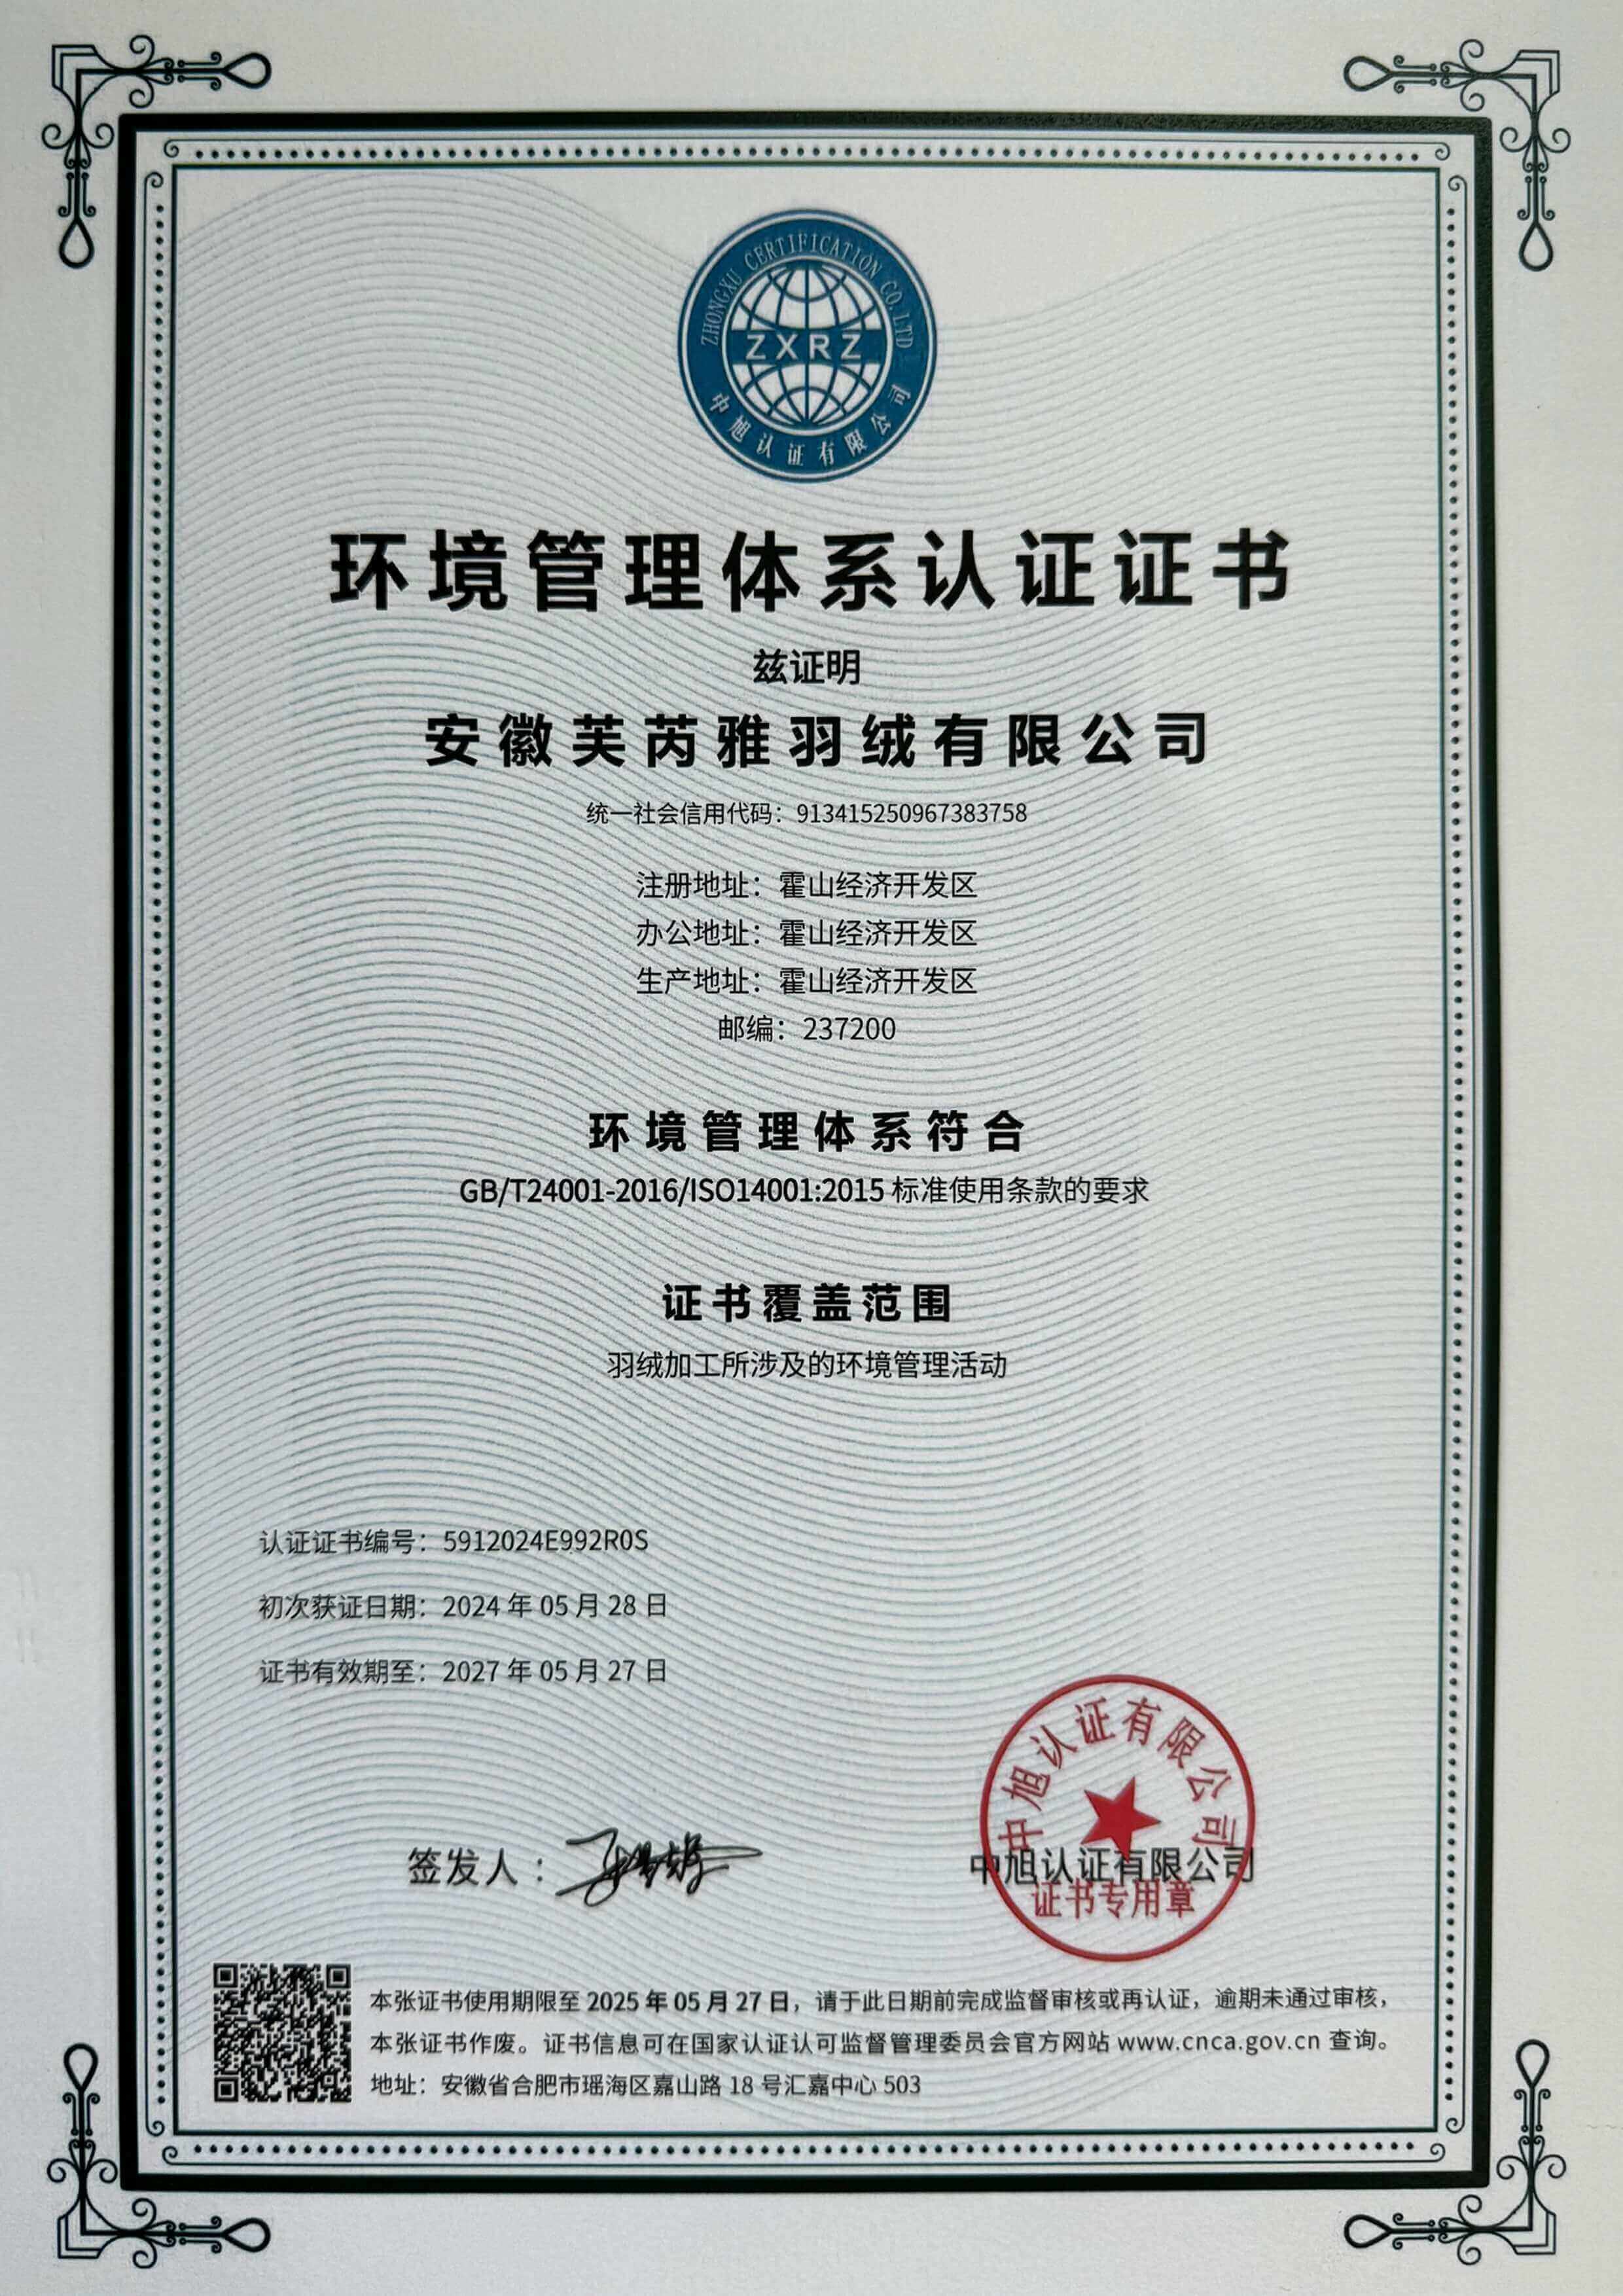 ZHONGXU CERTIFICATION CO.LTD
ZXRZ
中旭认证有限公司
环境管理体系认证证书
兹证明
安徽芙芮雅羽绒有限公司
统一社会信用代码：913415250967383758
注册地址：霍山经济开发区
办公地址：霍山经济开发区
生产地址：霍山经济开发区
邮编：237200
环境管理体系符合
GB/T24001-2016/ISO14001:2015 标准使用条款的要求
证书覆盖范围
羽绒加工所涉及的环境管理活动
认证证书编号：5912024E992R0S
初次获证日期：2024 年 05 月 28 日
证书有效期至：2027 年 05 月 27 日
中旭认证有限公司
签发人：
中旭认证有限公司
证书专用章
本张证书使用期限至 2025 年 05 月 27 日，请于此日期前完成监督审核或再认证，逾期未通过审核，
本张证书作废。证书信息可在国家认证认可监督管理委员会官方网站 www.cnca.gov.cn 查询。
地址：安徽省合肥市瑶海区嘉山路 18 号汇嘉中心 503